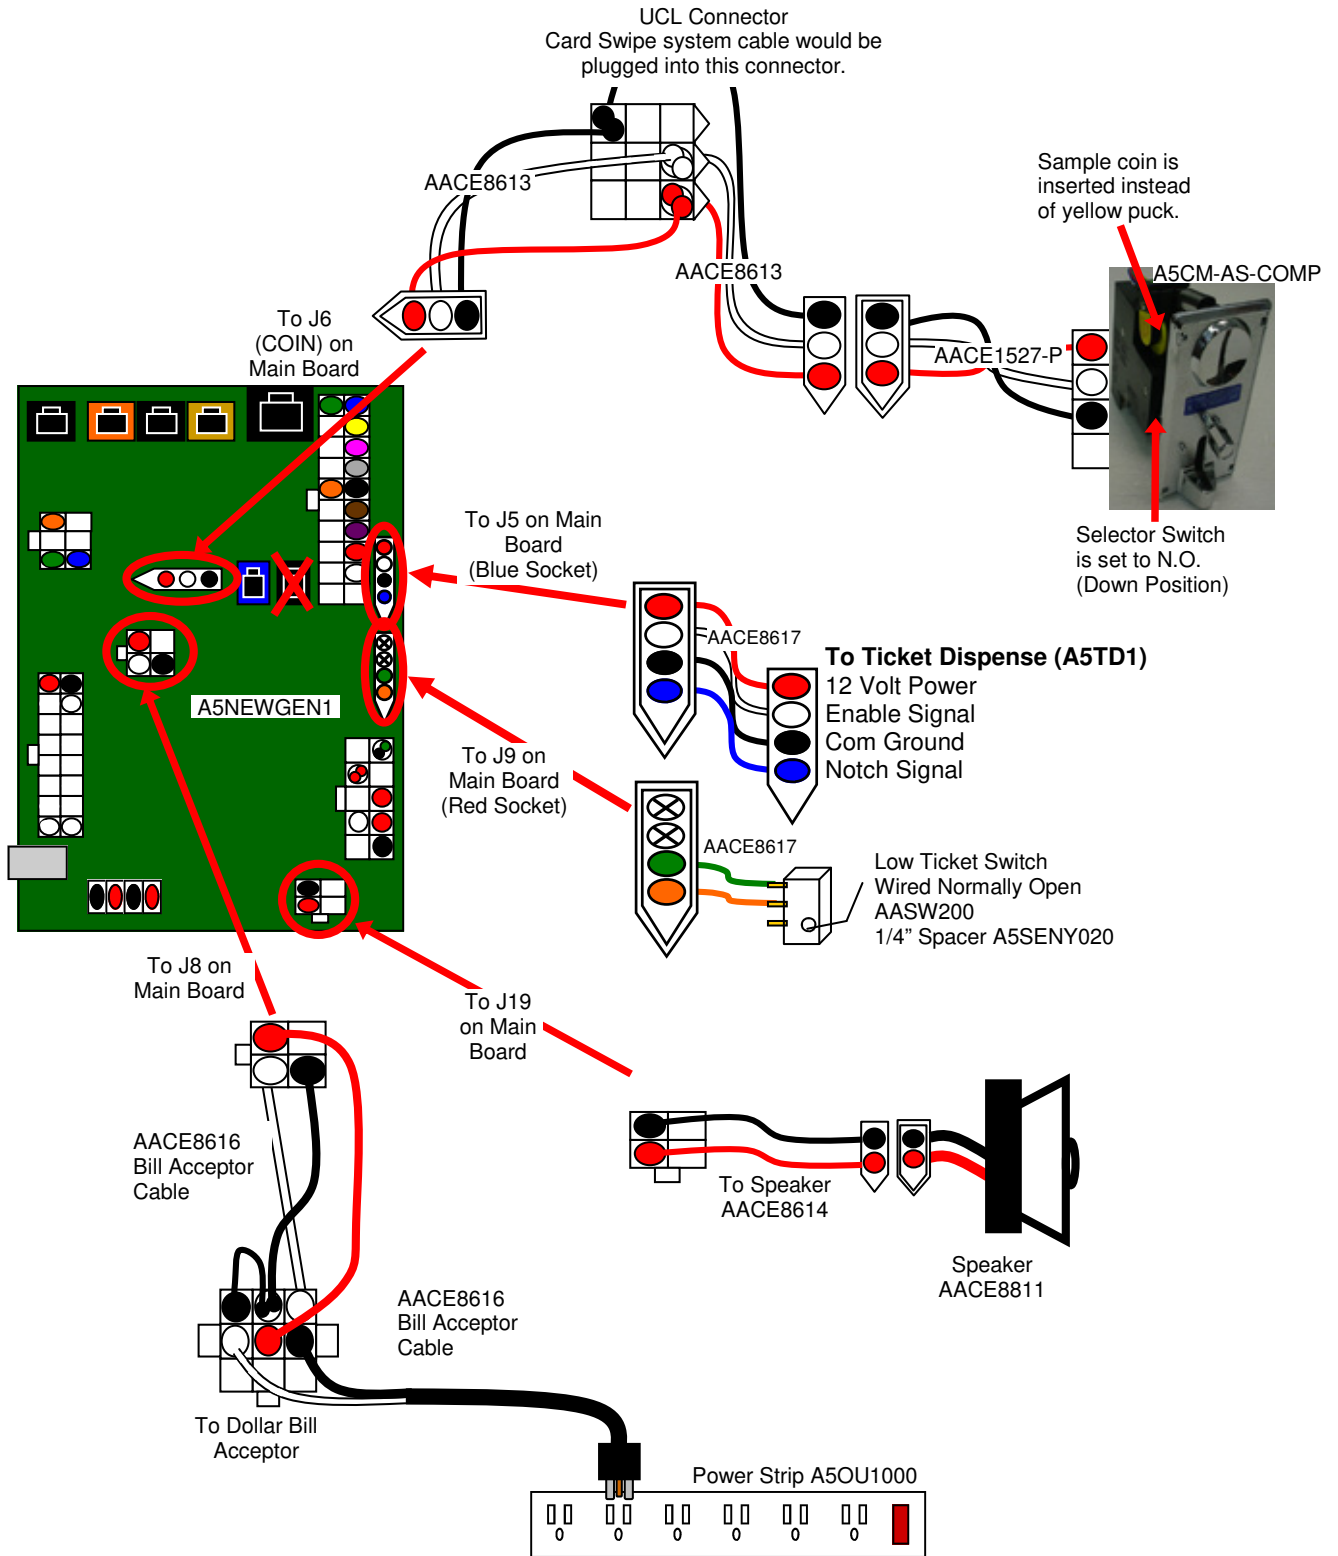 UCL Connector
Card Swipe system cable would be
plugged into this connector.
AACE8613
Sample coin is
inserted instead
of yellow puck.
AACE8613
A5CM-AS-COMP
To J6
(COIN) on
Main Board
AACE1527-P
To J5 on Main
Board
(Blue Socket)
Selector Switch
is set to N.O.
(Down Position)
AACE8617
To Ticket Dispense (A5TD1)
12 Volt Power
Enable Signal
Com Ground
Notch Signal
A5NEWGEN1
To J9 on
Main Board
(Red Socket)
AACE8617
Low Ticket Switch
Wired Normally Open
AASW200
1/4” Spacer A5SENY020
To J8 on
Main Board
To J19
on Main
Board
AACE8616
Bill Acceptor
Cable
To Speaker
AACE8614
Speaker
AACE8811
AACE8616
Bill Acceptor
Cable
To Dollar Bill
Acceptor
Power Strip A5OU1000